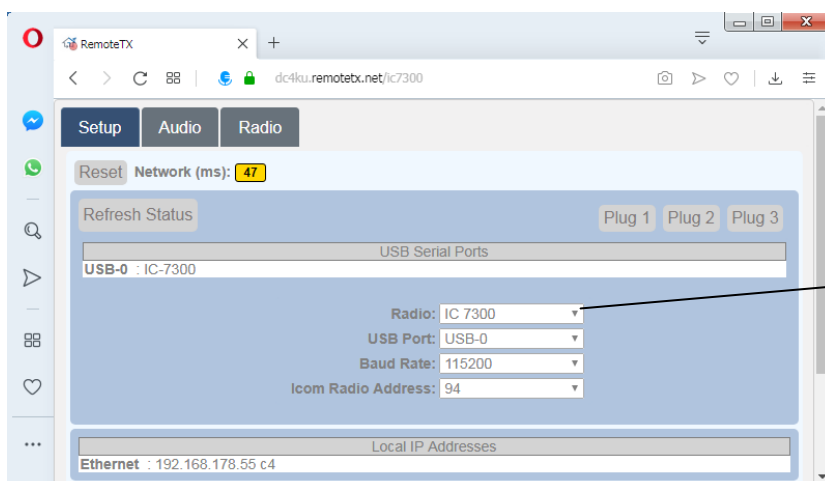 RemoteTX
dc4ku.remotetx.net/ic7300
Setup Audio Radio
Reset Network (ms): 47
Refresh Status Plug 1 Plug 2 Plug 3
USB Serial Ports
USB-0 : IC-7300
Radio: IC 7300
USB Port: USB-0
Baud Rate: 115200
Icom Radio Address: 94
Local IP Addresses
Ethernet : 192.168.178.55 c4